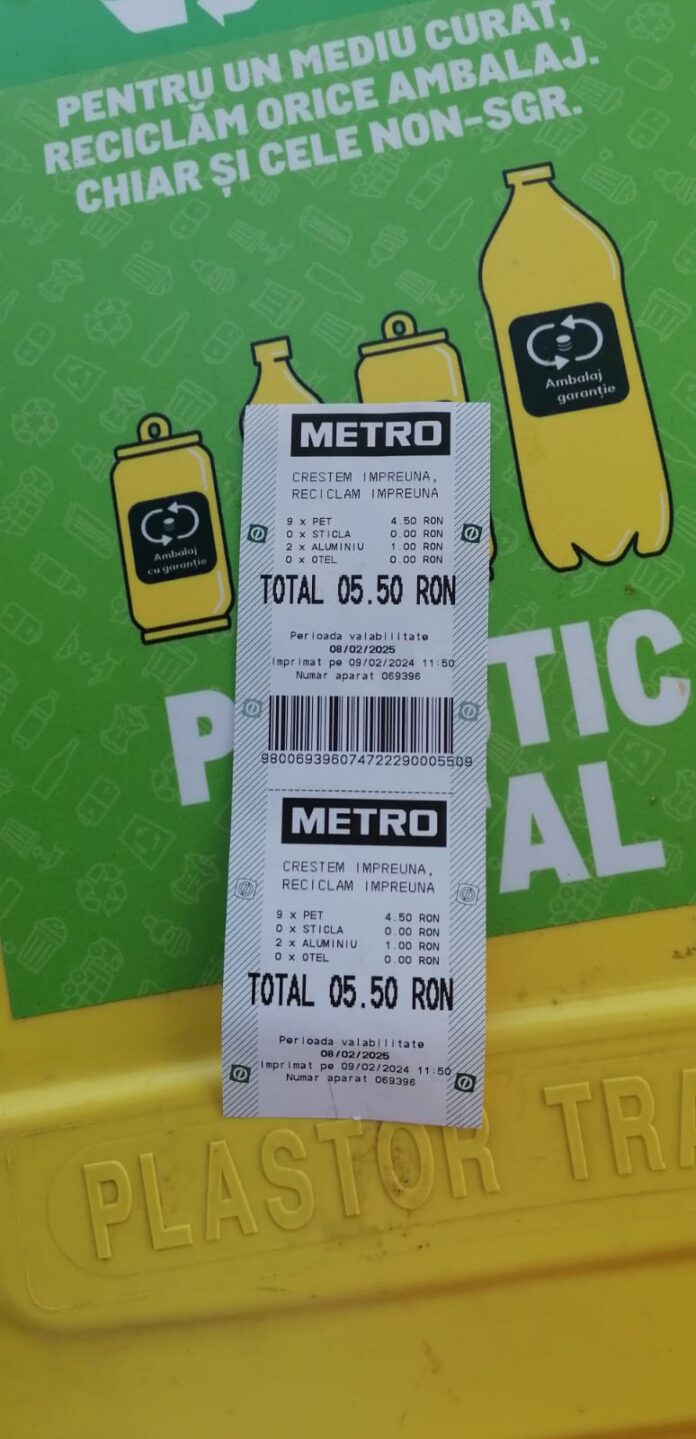 PENTRU UN MEDIU CURAT,
RECICLĂM ORICE AMBALAJ.
CHIAR ȘI CELE NON-SGR.
Ambalaj
garanție
Ambalaj
cu garanție
METRO
CRESTEM IMPREUNA,
RECICLAM IMPREUNA
9 x PET 4.50 RON
0 x STICLA 0.00 RON
2 x ALUMINIU 1.00 RON
0 x OTEL 0.00 RON
TOTAL 05.50 RON
Perioada valabilitate
08/02/2025
Imprimat pe 09/02/2024 11:50
Numar aparat 069396
980069396074722290005509
METRO
CRESTEM IMPREUNA,
RECICLAM IMPREUNA
9 x PET 4.50 RON
0 x STICLA 0.00 RON
2 x ALUMINIU 1.00 RON
0 x OTEL 0.00 RON
TOTAL 05.50 RON
Perioada valabilitate
08/02/2025
Imprimat pe 09/02/2024 11:50
Numar aparat 069396
P TIC
AL
PLASTOR TRA